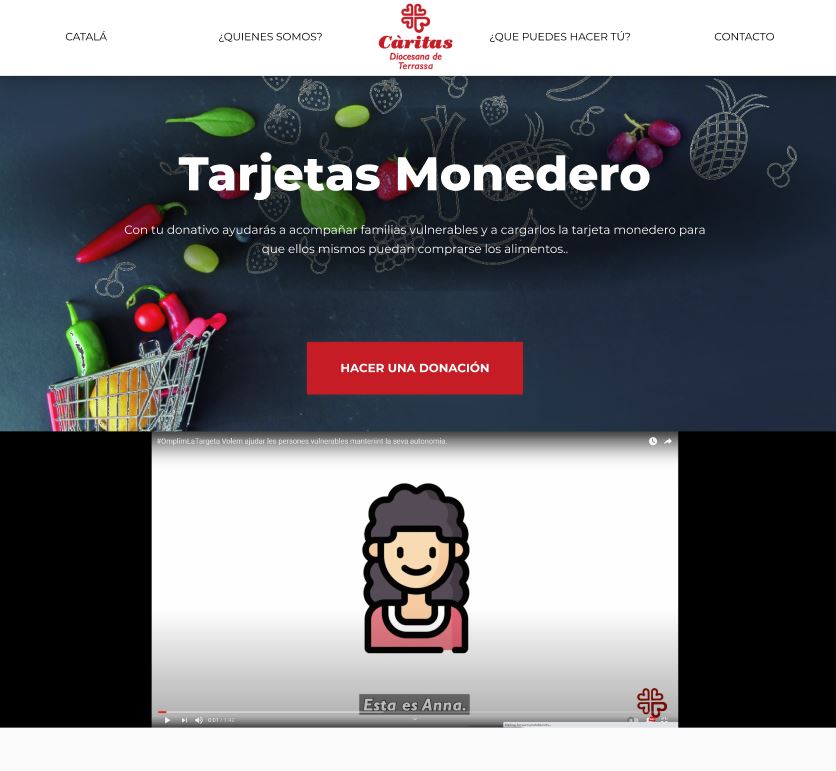 CATALÁ
¿QUIENES SOMOS?
Càritas
Diocesana de
Terrassa
¿QUE PUEDES HACER TÚ?
CONTACTO
Tarjetas Monedero
Con tu donativo ayudarás a acompañar familias vulnerables y a cargarlos la tarjeta monedero para
que ellos mismos puedan comprarse los alimentos..
HACER UNA DONACIÓN
#OmplimLaTargeta Volem ajudar les persones vulnerables mantenint la seva autonomia.
Esta es Anna.
0:01 / 1:42